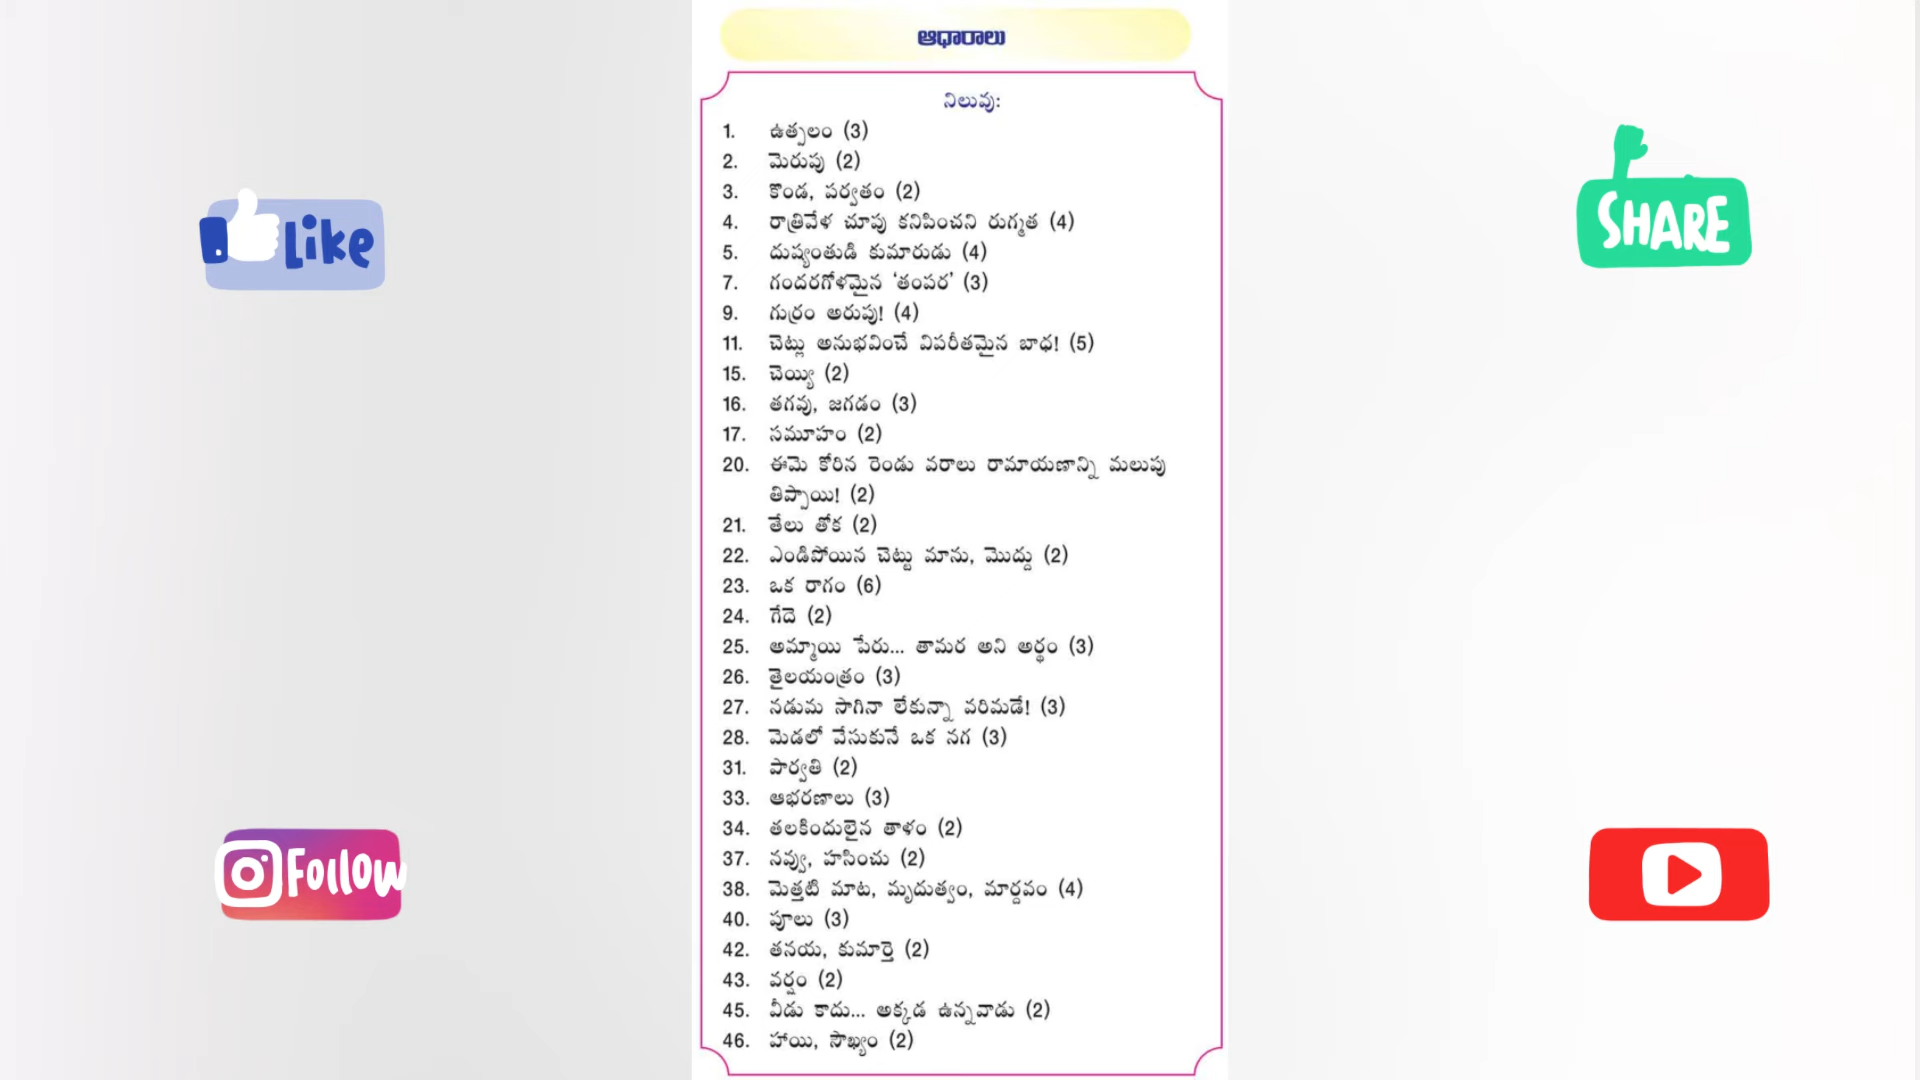 ఆధారాలు
నిలువు:
1. ఉత్పలం (3)
2. మెరుపు (2)
3. కొండ, పర్వతం (2)
4. రాత్రివేళ చూపు కనిపించని రుగ్మత (4)
5. దుష్యంతుడి కుమారుడు (4)
7. గందరగోళమైన ‘తంపర’ (3)
9. గుర్రం అరుపు! (4)
11. చెట్లు అనుభవించే విపరీతమైన బాధ! (5)
15. చెయ్యి (2)
16. తగవు, జగడం (3)
17. సమూహం (2)
20. ఈమె కోరిన రెండు వరాలు రామాయణాన్ని మలుపు
తిప్పాయి! (2)
21. తేలు తోక (2)
22. ఎండిపోయిన చెట్టు మాను, మొద్దు (2)
23. ఒక రాగం (6)
24. గేదె (2)
25. అమ్మాయి పేరు... తామర అని అర్థం (3)
26. తైలయంత్రం (3)
27. నడుమ సాగినా లేకున్నా వరిమడే! (3)
28. మెడలో వేసుకునే ఒక నగ (3)
31. పార్వతి (2)
33. ఆభరణాలు (3)
34. తలకిందులైన తాళం (2)
37. నవ్వు, హసించు (2)
38. మెత్తటి మాట, మృదుత్వం, మార్దవం (4)
40. పూలు (3)
42. తనయ, కుమార్తె (2)
43. వర్షం (2)
45. వీడు కాదు... అక్కడ ఉన్నవాడు (2)
46. హాయి, సౌఖ్యం (2)
Like
SHARE
Follow